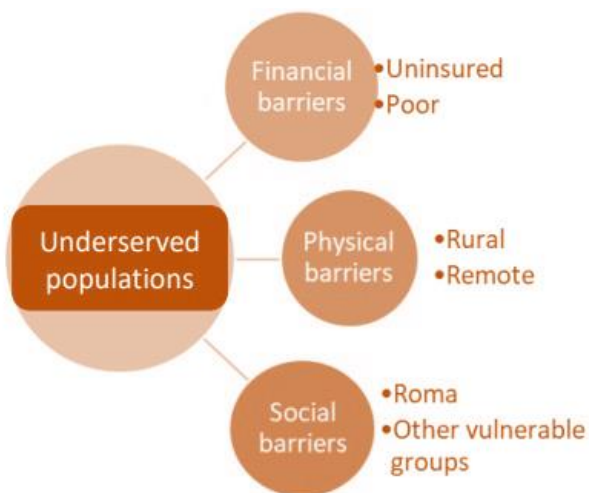 Financial
barriers
•Uninsured
•Poor
Underserved
populations
Physical
barriers
•Rural
•Remote
Social
barriers
•Roma
•Other vulnerable
groups